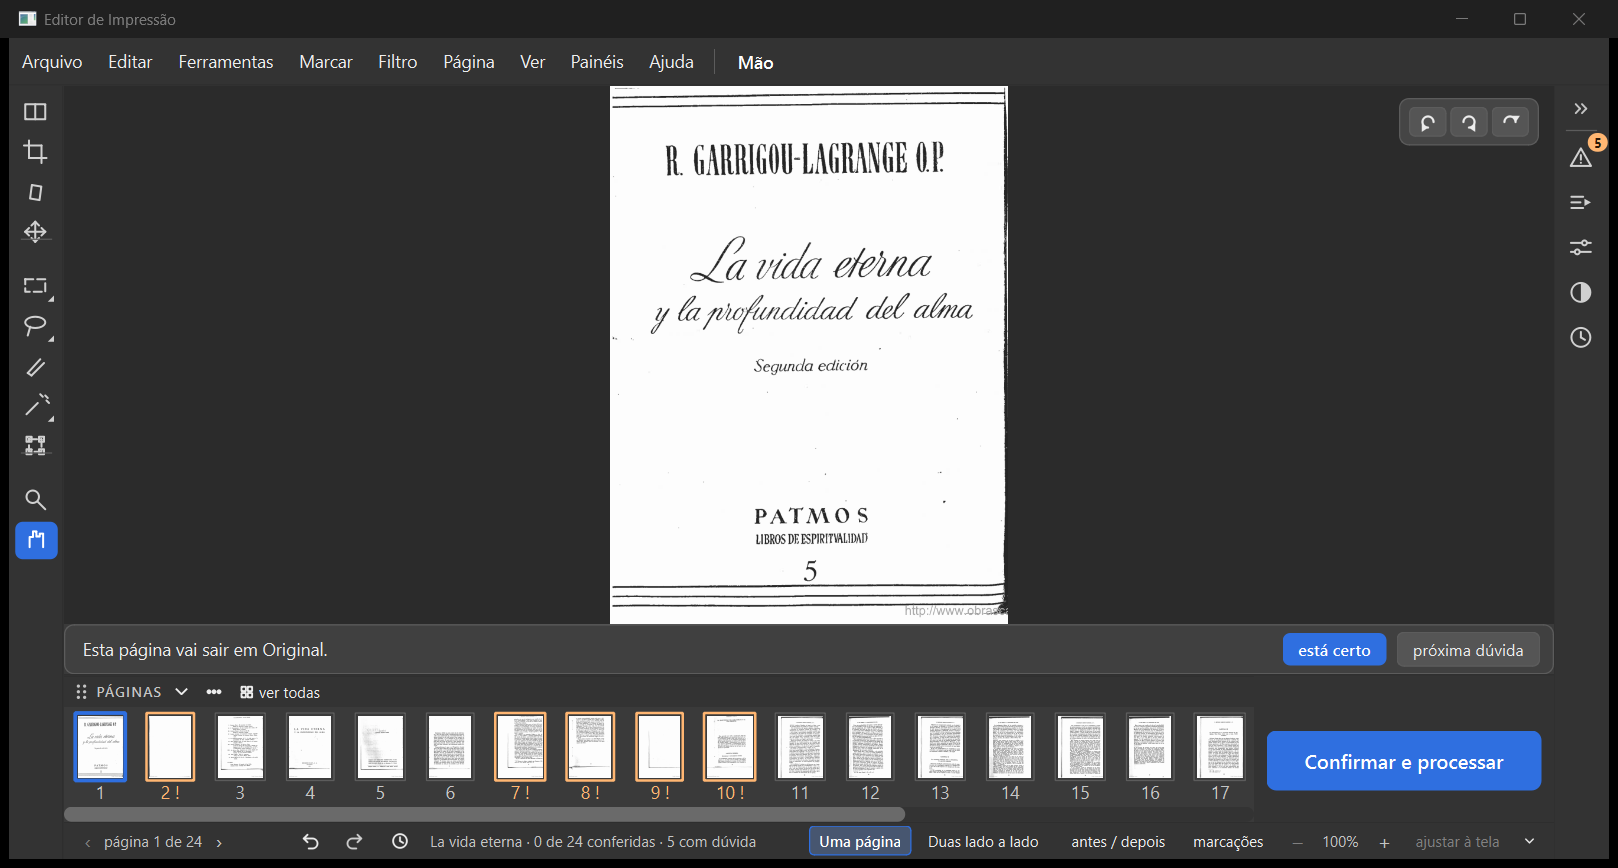 Editor de Impressão
Arquivo Editar Ferramentas Marcar Filtro Página Ver Painéis Ajuda Mão
5
R. GARRIGOU-LAGRANGE O.P.
La vida eterna
y la profundidad del alma
Segunda edición
PATMOS
LIBROS DE ESPIRITVALIDAD
5
http://www.obrasc
Esta página vai sair em Original.
está certo próxima dúvida
PÁGINAS ver todas
1 2 ! 3 4 5 6 7 ! 8 ! 9 ! 10 ! 11 12 13 14 15 16 17
Confirmar e processar
‹ página 1 de 24 › La vida eterna · 0 de 24 conferidas · 5 com dúvida Uma página Duas lado a lado antes / depois marcações − 100% + ajustar à tela